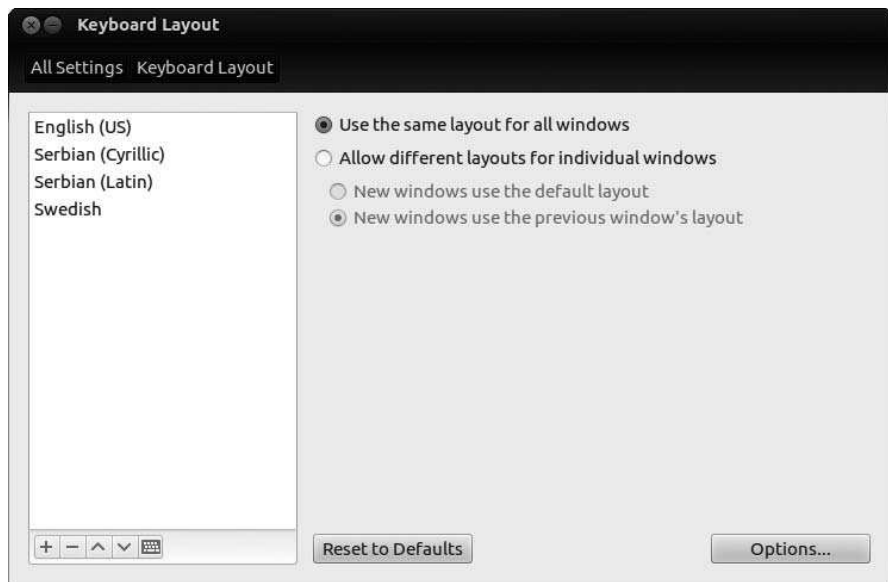 Keyboard Layout
All Settings Keyboard Layout
English (US)
Serbian (Cyrillic)
Serbian (Latin)
Swedish
Use the same layout for all windows
Allow different layouts for individual windows
New windows use the default layout
New windows use the previous window's layout
Reset to Defaults
Options...